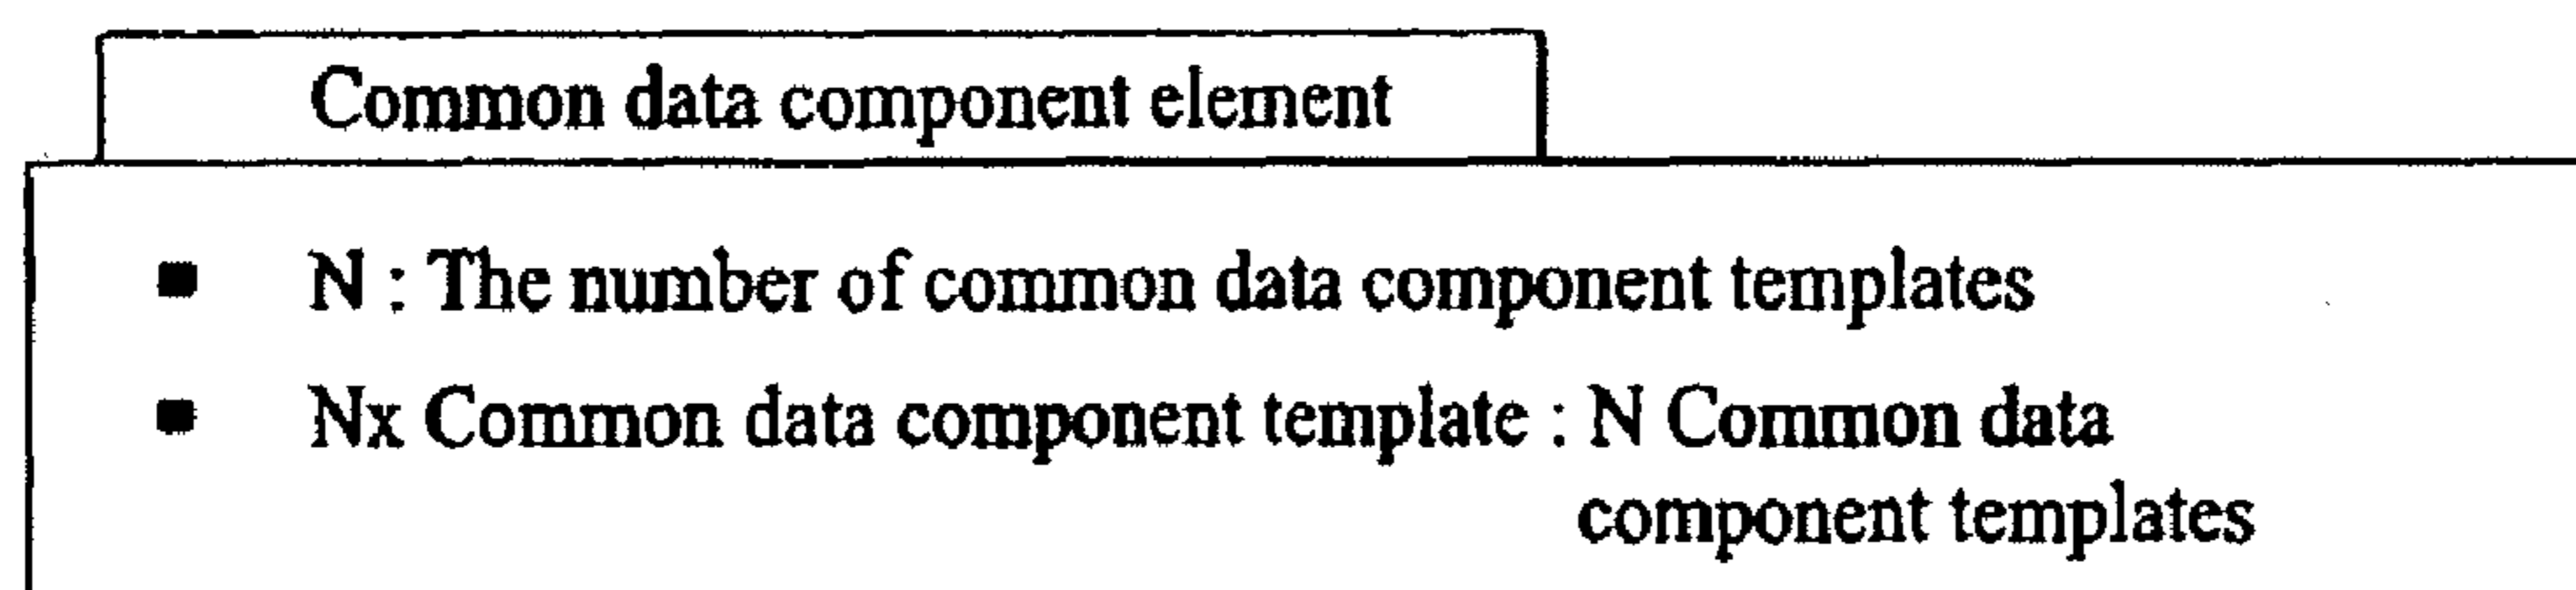 Common data component element
■ N : The number of common data component templates
■ Nx Common data component template : N Common data
component templates